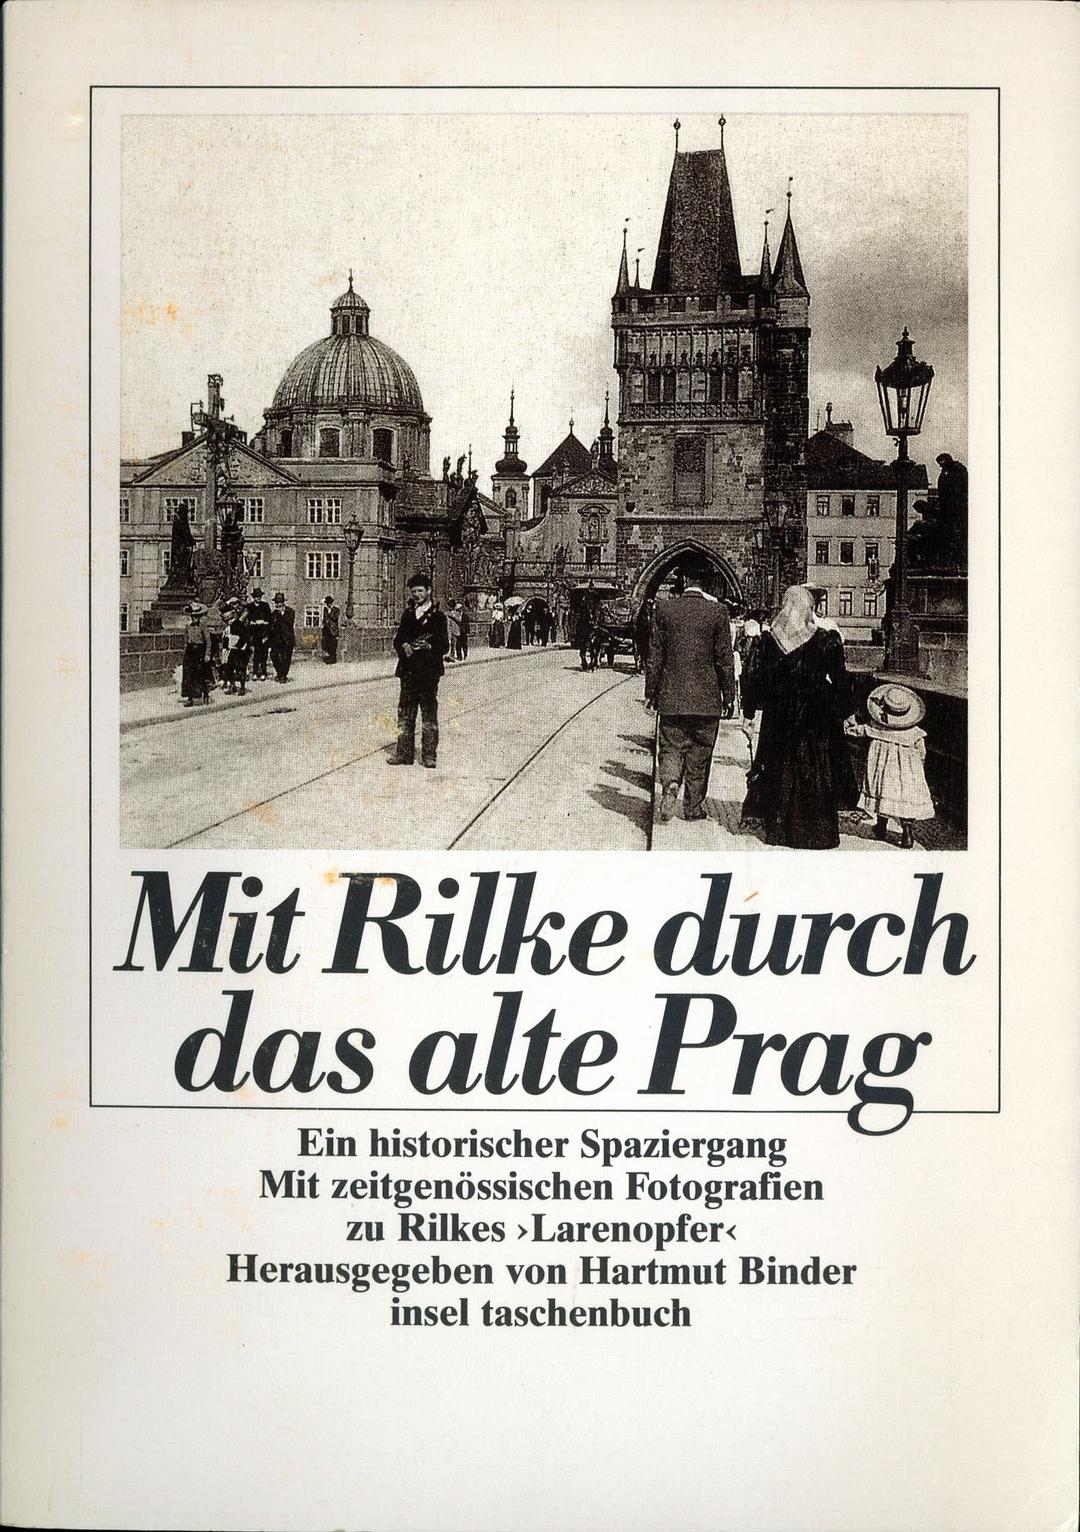 Mit Rilke durch
das alte Prag
Ein historischer Spaziergang
Mit zeitgenössischen Fotografien
zu Rilkes ›Larenopfer‹
Herausgegeben von Hartmut Binder
insel taschenbuch